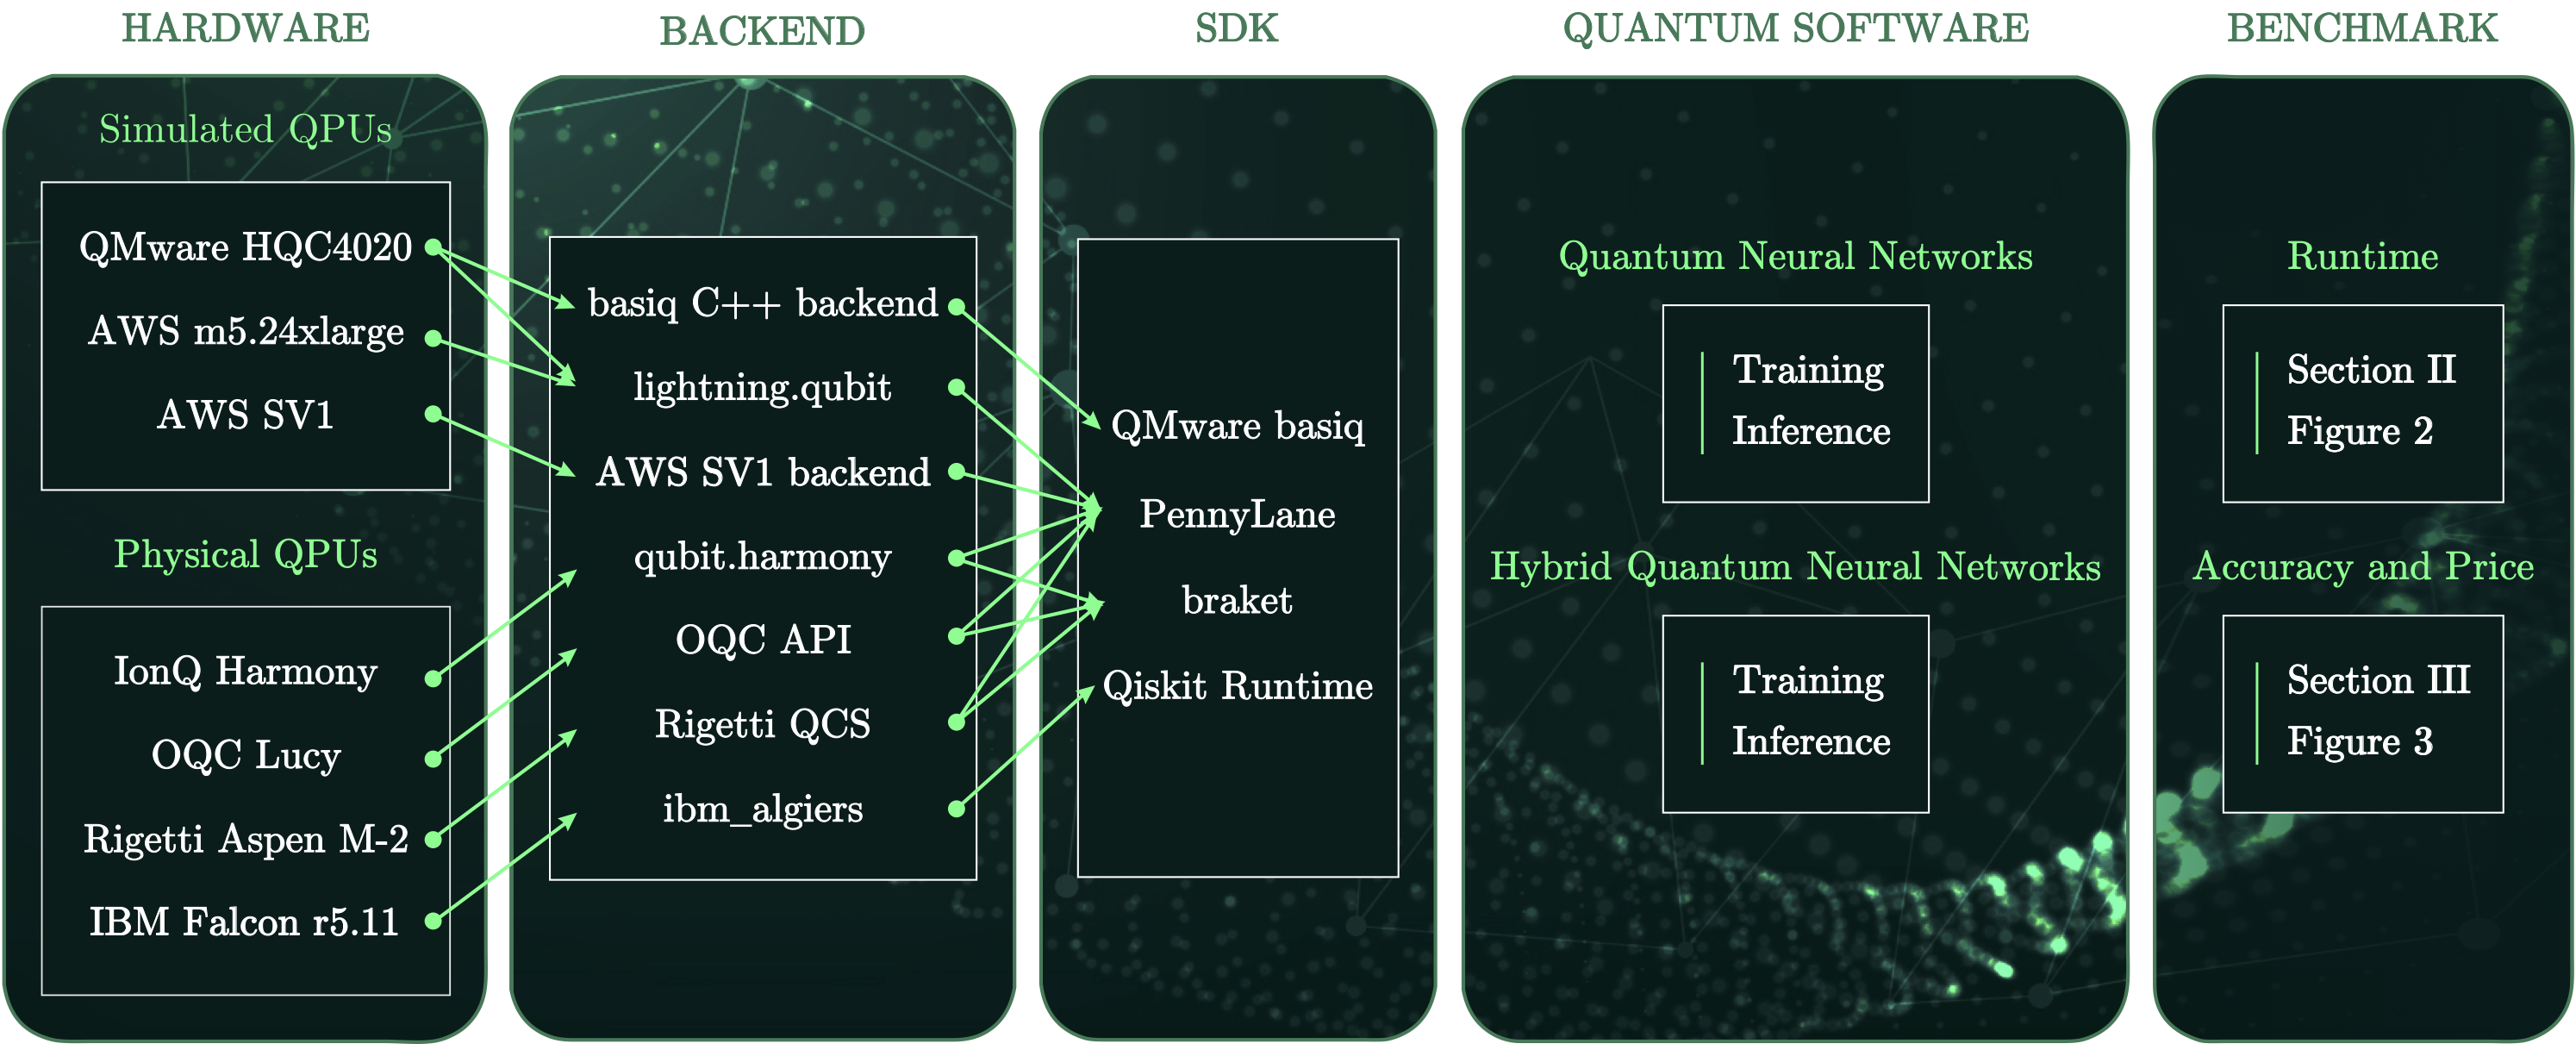 HARDWARE
Simulated QPUs
QMware HQC4020
AWS m5.24xlarge
AWS SV1
Physical QPUs
IonQ Harmony
OQC Lucy
Rigetti Aspen M-2
IBM Falcon r5.11
BACKEND
basiq C++ backend
lightning.qubit
AWS SV1 backend
qubit.harmony
OQC API
Rigetti QCS
ibm_algiers
SDK
QMware basiq
PennyLane
braket
Qiskit Runtime
QUANTUM SOFTWARE
Quantum Neural Networks
Training
Inference
Hybrid Quantum Neural Networks
Training
Inference
BENCHMARK
Runtime
Section II
Figure 2
Accuracy and Price
Section III
Figure 3